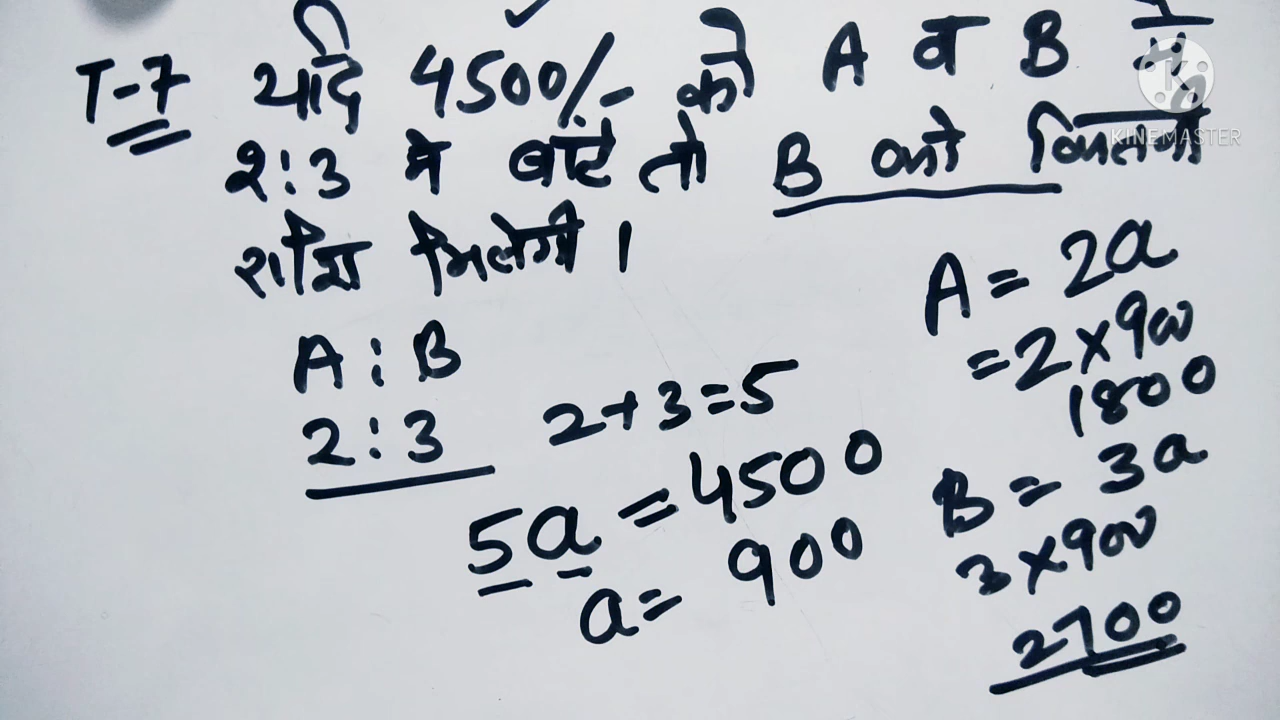 T-7 यदि 4500/- को A व B में
2:3 मे बांटे तो B को कितनी
राशि मिलेगी ।
A : B
2 : 3
2+3=5
5a = 4500
a = 900
A = 2a
= 2×900
1800
B = 3a
3×900
2700
KINEMASTER